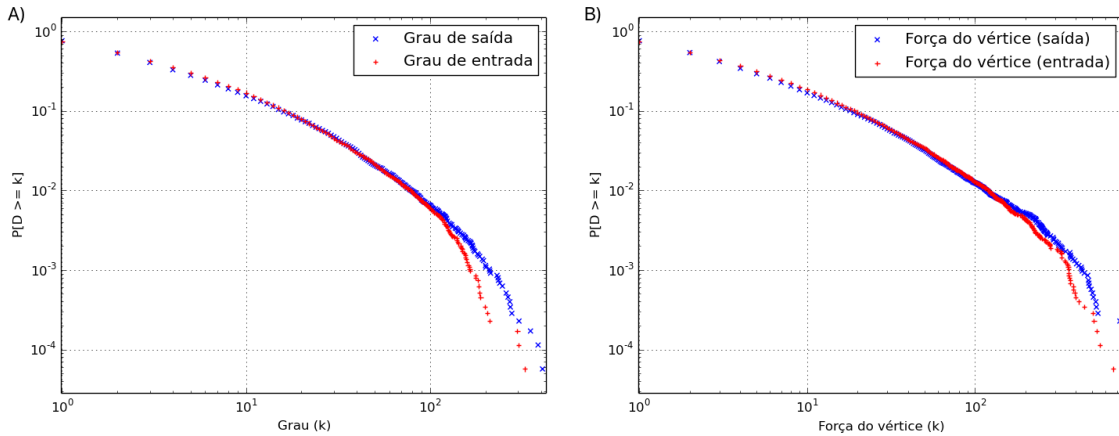 A)
Grau de saída
Grau de entrada
P[D >= k]
10^0
10^-1
10^-2
10^-3
10^-4
10^0
10^1
10^2
Grau (k)
B)
Força do vértice (saída)
Força do vértice (entrada)
P[D >= k]
10^0
10^-1
10^-2
10^-3
10^-4
10^0
10^1
10^2
Força do vértice (k)